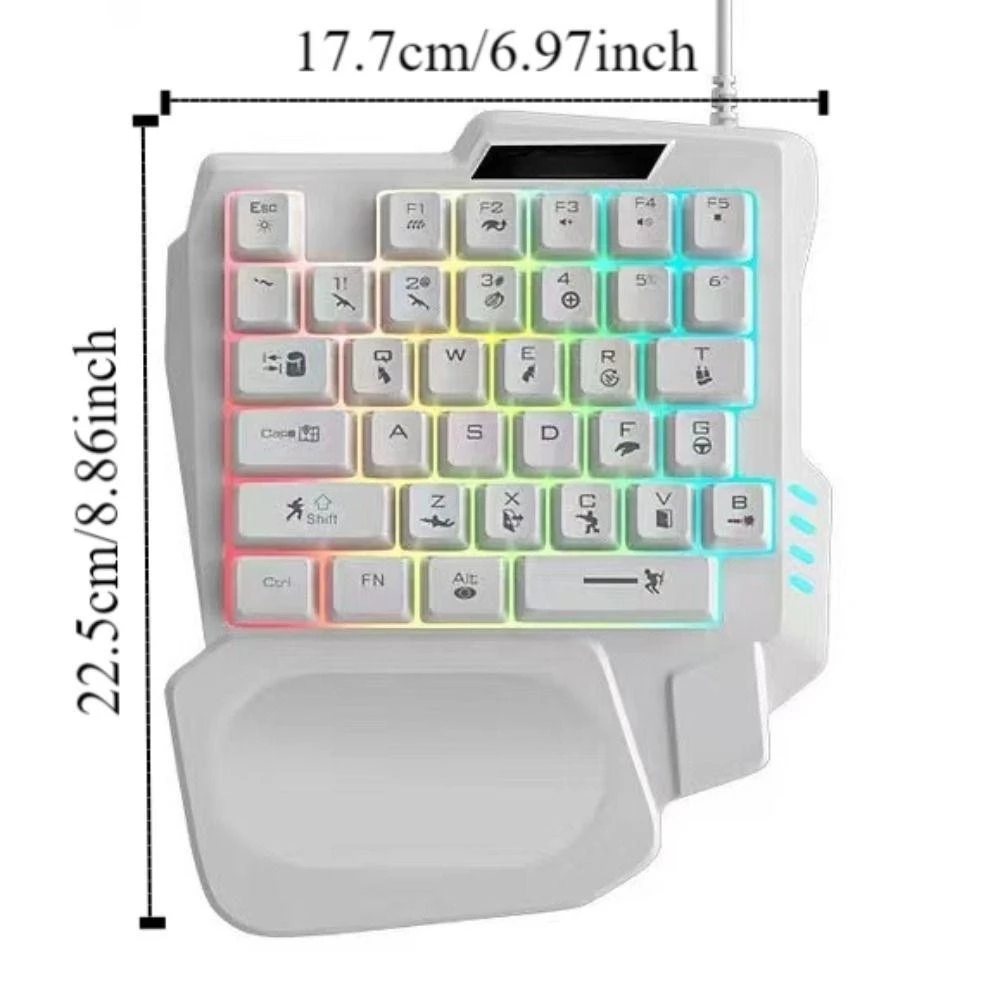 17.7cm/6.97inch
22.5cm/8.86inch
Esc F1 F2 F3 F4 F5
~ 1! 2@ 3# 4 5% 6^
Q W E R T
Caps A S D F G
Shift Z X C V B
Ctrl FN Alt